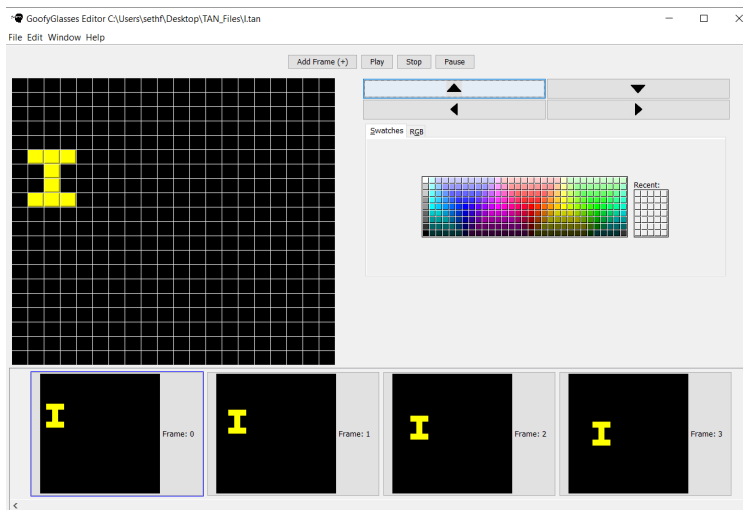 GoofyGlasses Editor C:\Users\sethf\Desktop\TAN_Files\I.tan
File Edit Window Help
Add Frame (+) Play Stop Pause
Swatches RGB
Recent:
Frame: 0 Frame: 1 Frame: 2 Frame: 3